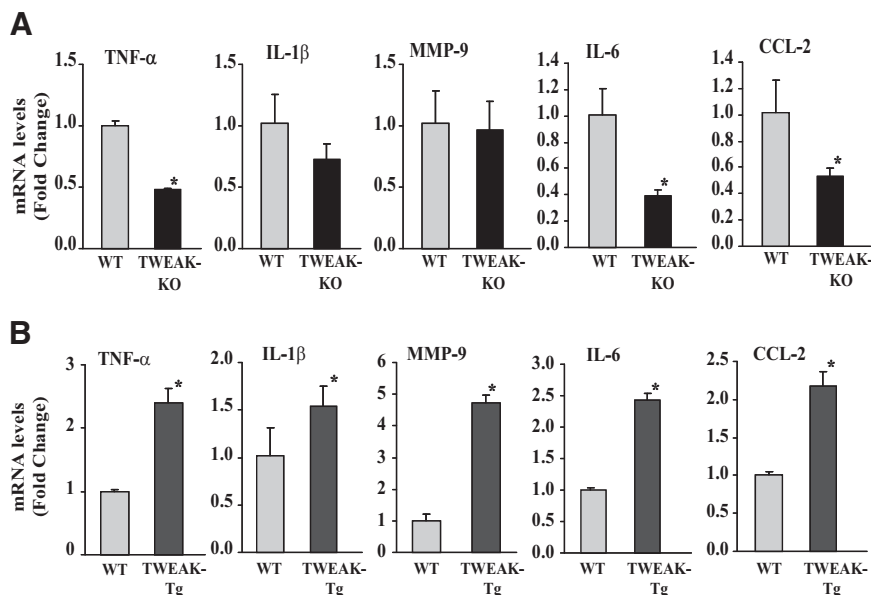 A
TNF-α
IL-1β
MMP-9
IL-6
CCL-2
mRNA levels
(Fold Change)
1.5
1.0
0.5
0.0
1.5
1.0
0.5
0.0
1.5
1.0
0.5
0.0
1.4
1.2
1.0
0.8
0.6
0.4
0.2
0.0
1.4
1.2
1.0
0.8
0.6
0.4
0.2
0.0
*
*
*
WT TWEAK-
KO
WT TWEAK-
KO
WT TWEAK-
KO
WT TWEAK-
KO
WT TWEAK-
KO
B
TNF-α
IL-1β
MMP-9
IL-6
CCL-2
mRNA levels
(Fold Change)
3
2
1
0
2.0
1.5
1.0
0.5
0.0
6
5
4
3
2
1
0
3.0
2.5
2.0
1.5
1.0
0.5
0.0
2.5
2.0
1.5
1.0
0.5
0.0
*
*
*
*
*
WT TWEAK-
Tg
WT TWEAK-
Tg
WT TWEAK-
Tg
WT TWEAK-
Tg
WT TWEAK-
Tg